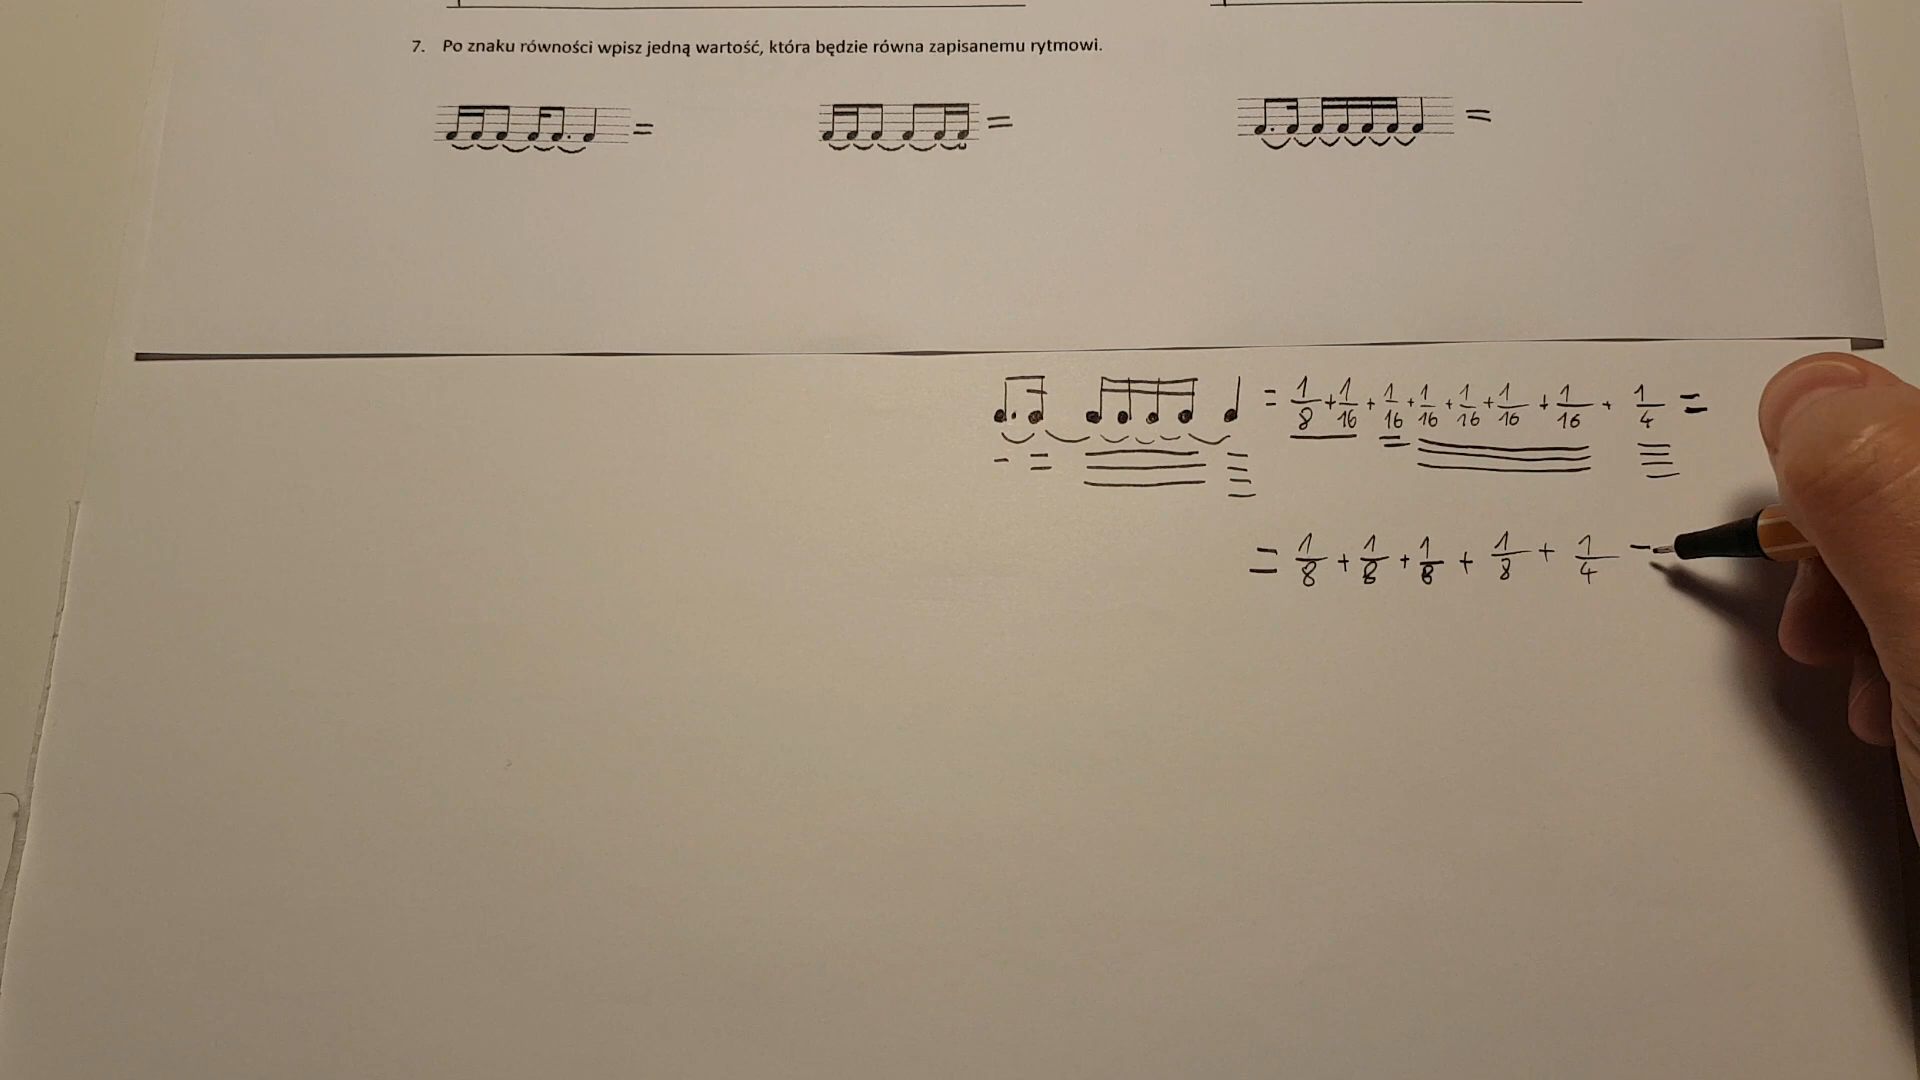 7. Po znaku równości wpisz jedną wartość, która będzie równa zapisanemu rytmowi.
= = =
= 1/8 + 1/16 + 1/16 + 1/16 + 1/16 + 1/16 + 1/16 + 1/4 =
= 1/8 + 1/8 + 1/8 + 1/8 + 1/4 -